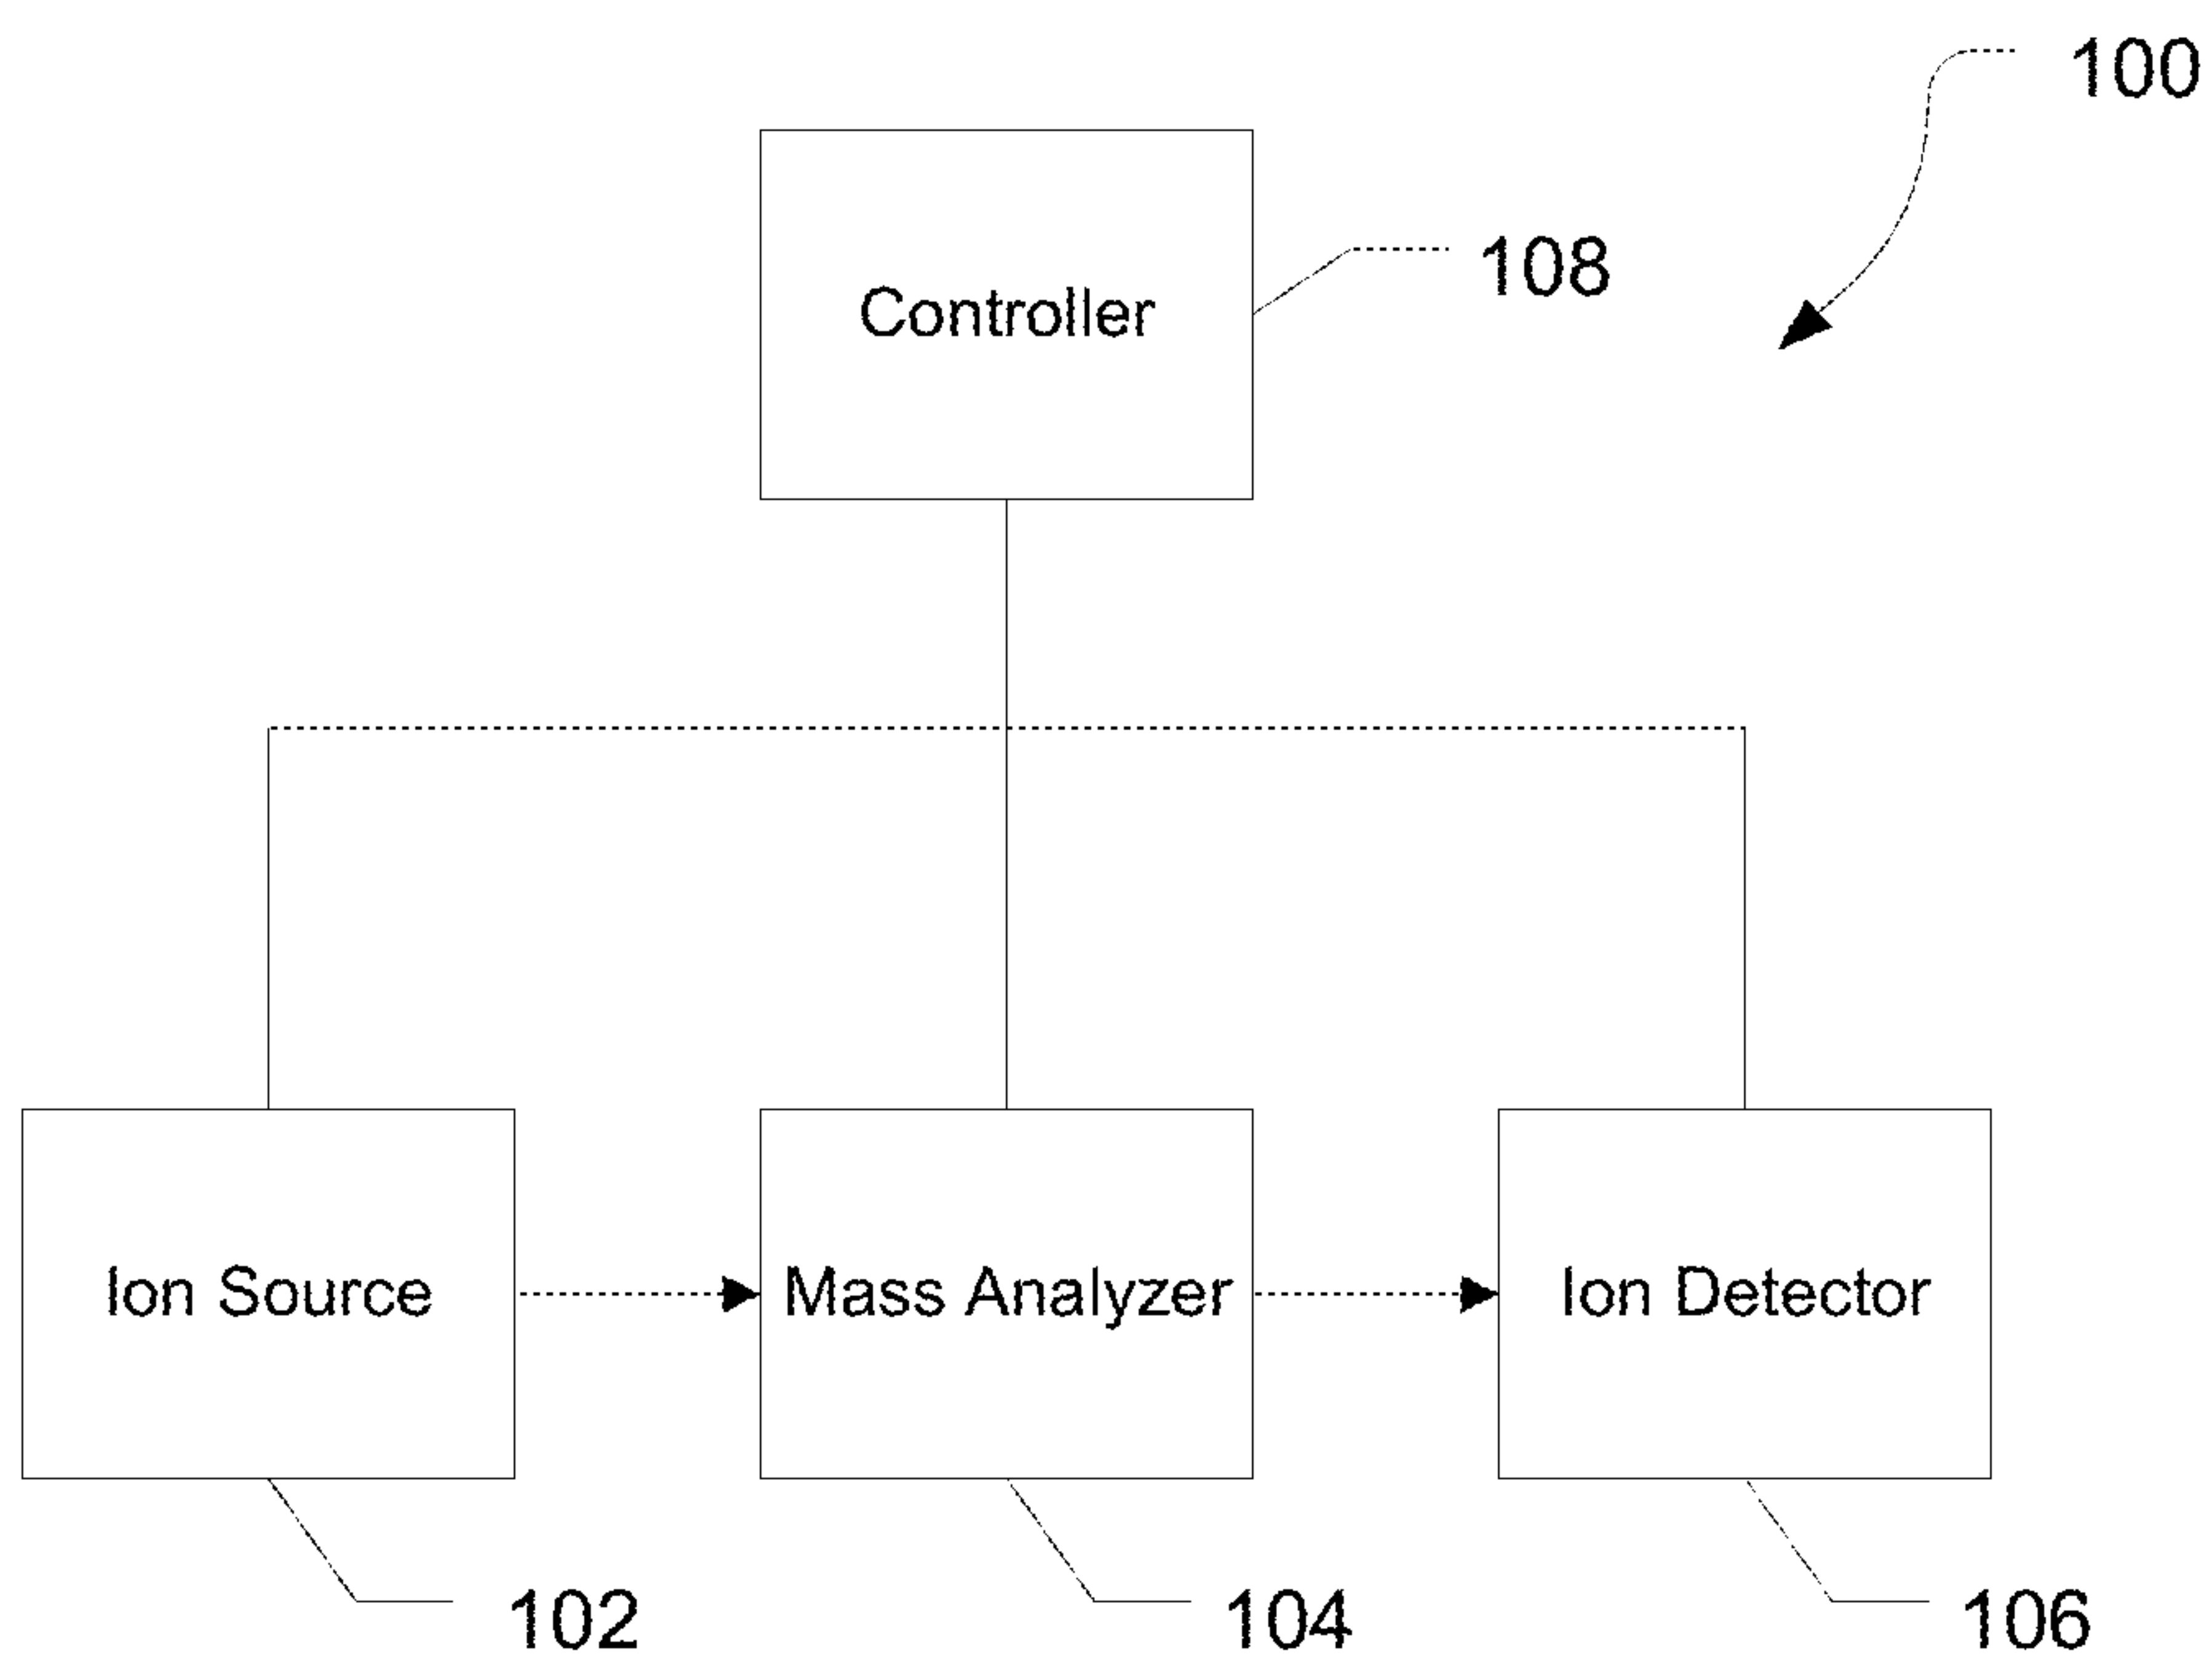 100
108
Controller
Ion Source
Mass Analyzer
Ion Detector
102
104
106